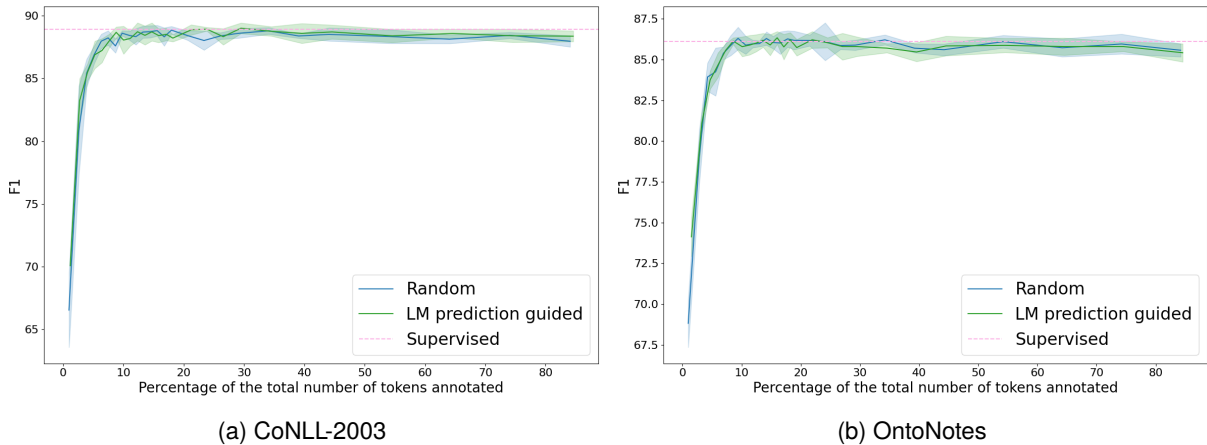 90
85
80
75
70
65
F1
0 10 20 30 40 50 60 70 80
Percentage of the total number of tokens annotated
Random
LM prediction guided
Supervised
(a) CoNLL-2003
87.5
85.0
82.5
80.0
77.5
75.0
72.5
70.0
67.5
F1
0 10 20 30 40 50 60 70 80
Percentage of the total number of tokens annotated
Random
LM prediction guided
Supervised
(b) OntoNotes